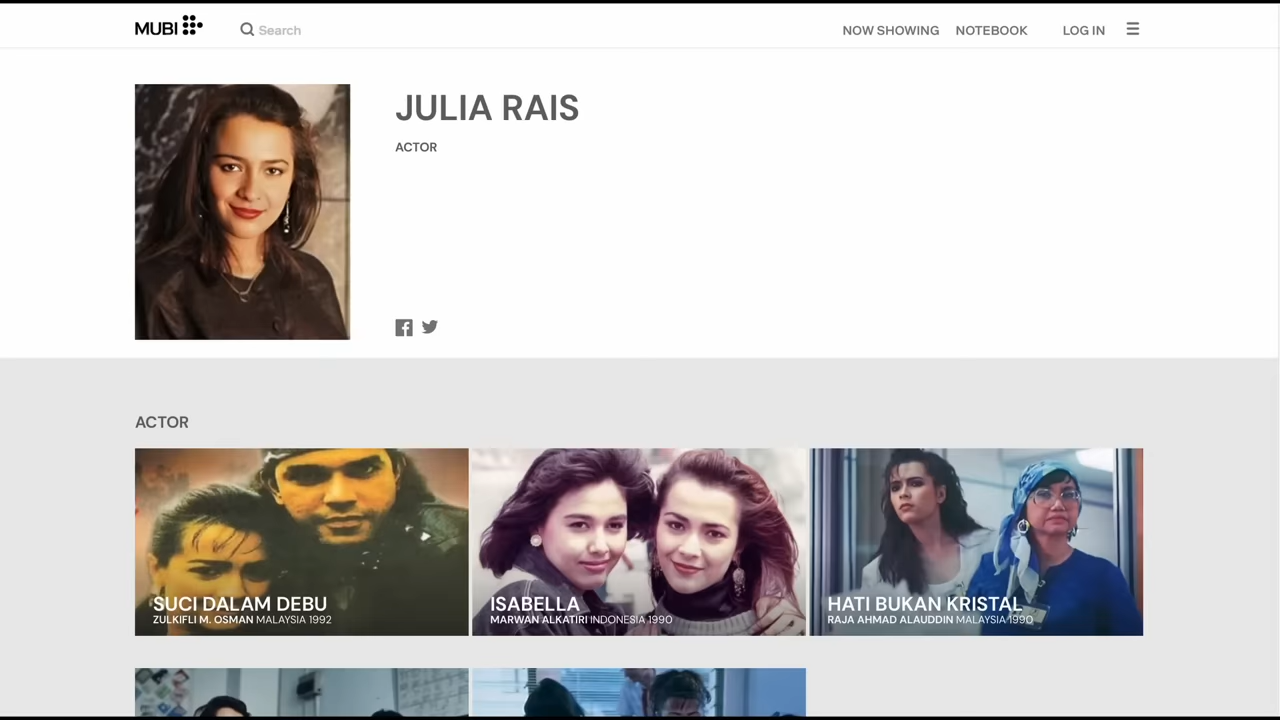 MUBI
Search
NOW SHOWING
NOTEBOOK
LOG IN
JULIA RAIS
ACTOR
ACTOR
SUCI DALAM DEBU
ZULKIFLI M. OSMAN MALAYSIA 1992
ISABELLA
MARWAN ALKATIRI INDONESIA 1990
HATI BUKAN KRISTAL
RAJA AHMAD ALAUDDIN MALAYSIA 1990